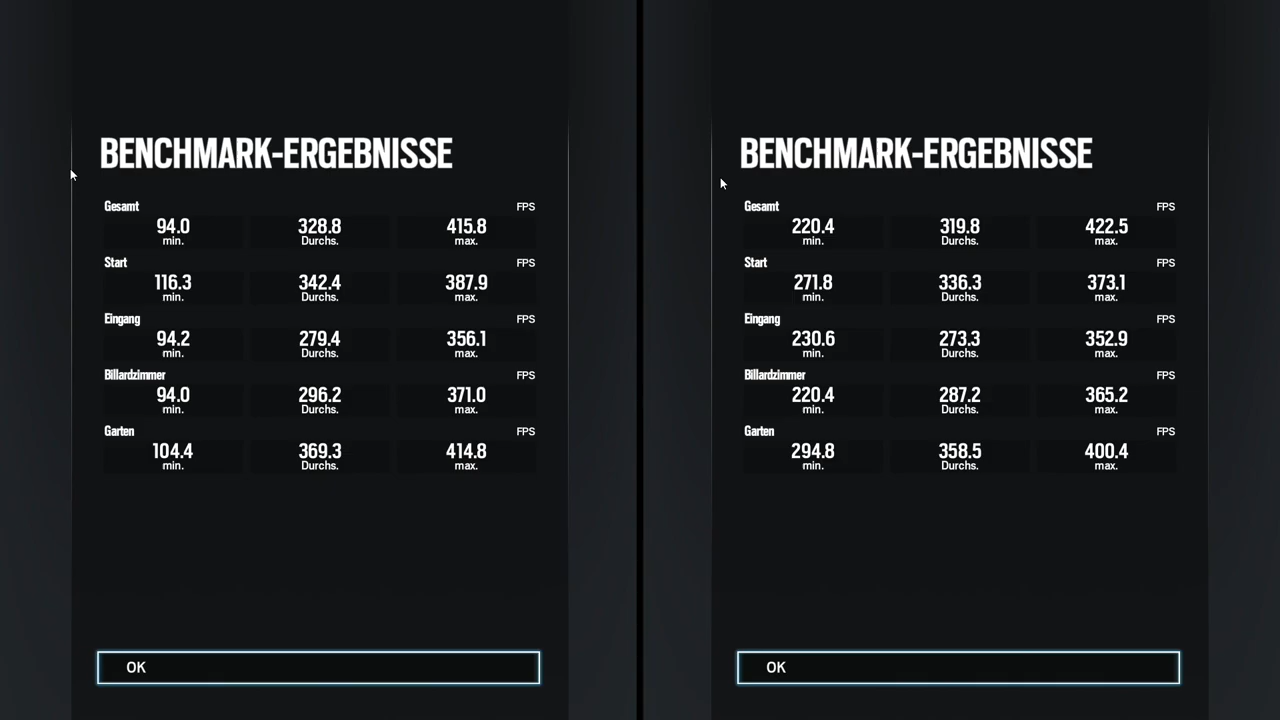 BENCHMARK-ERGEBNISSE
Gesamt FPS
94.0 328.8 415.8
min. Durchs. max.
Start FPS
116.3 342.4 387.9
min. Durchs. max.
Eingang FPS
94.2 279.4 356.1
min. Durchs. max.
Billardzimmer FPS
94.0 296.2 371.0
min. Durchs. max.
Garten FPS
104.4 369.3 414.8
min. Durchs. max.
OK
BENCHMARK-ERGEBNISSE
Gesamt FPS
220.4 319.8 422.5
min. Durchs. max.
Start FPS
271.8 336.3 373.1
min. Durchs. max.
Eingang FPS
230.6 273.3 352.9
min. Durchs. max.
Billardzimmer FPS
220.4 287.2 365.2
min. Durchs. max.
Garten FPS
294.8 358.5 400.4
min. Durchs. max.
OK